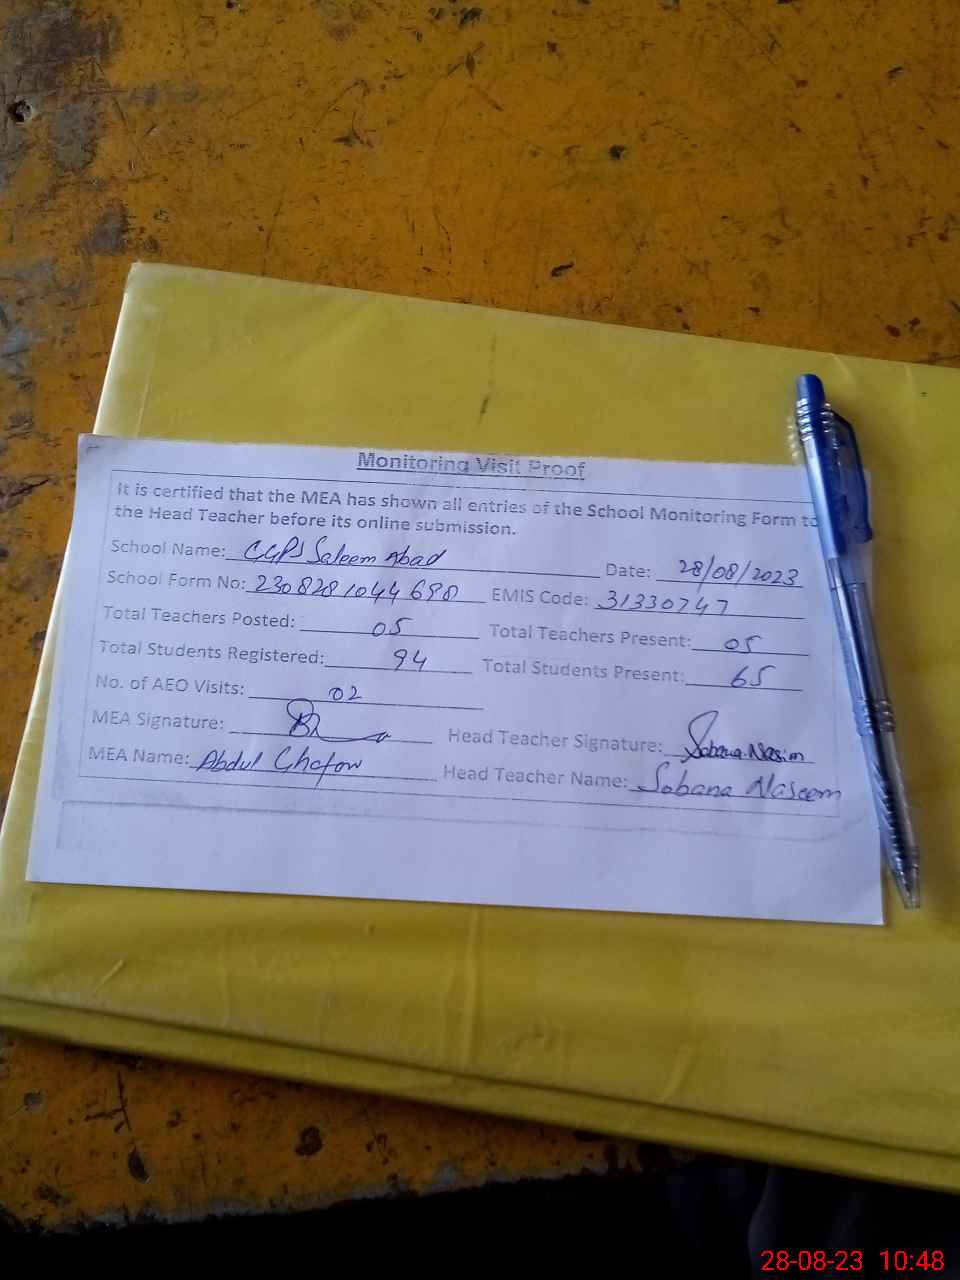 Monitoring Visit Proof
It is certified that the MEA has shown all entries of the School Monitoring Form to
the Head Teacher before its online submission.
School Name: GGPS Saleem Abad Date: 28/08/2023
School Form No: 2308281044698 EMIS Code: 31330747
Total Teachers Posted: 05 Total Teachers Present: 05
Total Students Registered: 94 Total Students Present: 65
No. of AEO Visits: 02
MEA Signature: Head Teacher Signature: Sabana Nasim
MEA Name: Abdul Ghafoor Head Teacher Name: Sabana Naseem
28-08-23 10:48